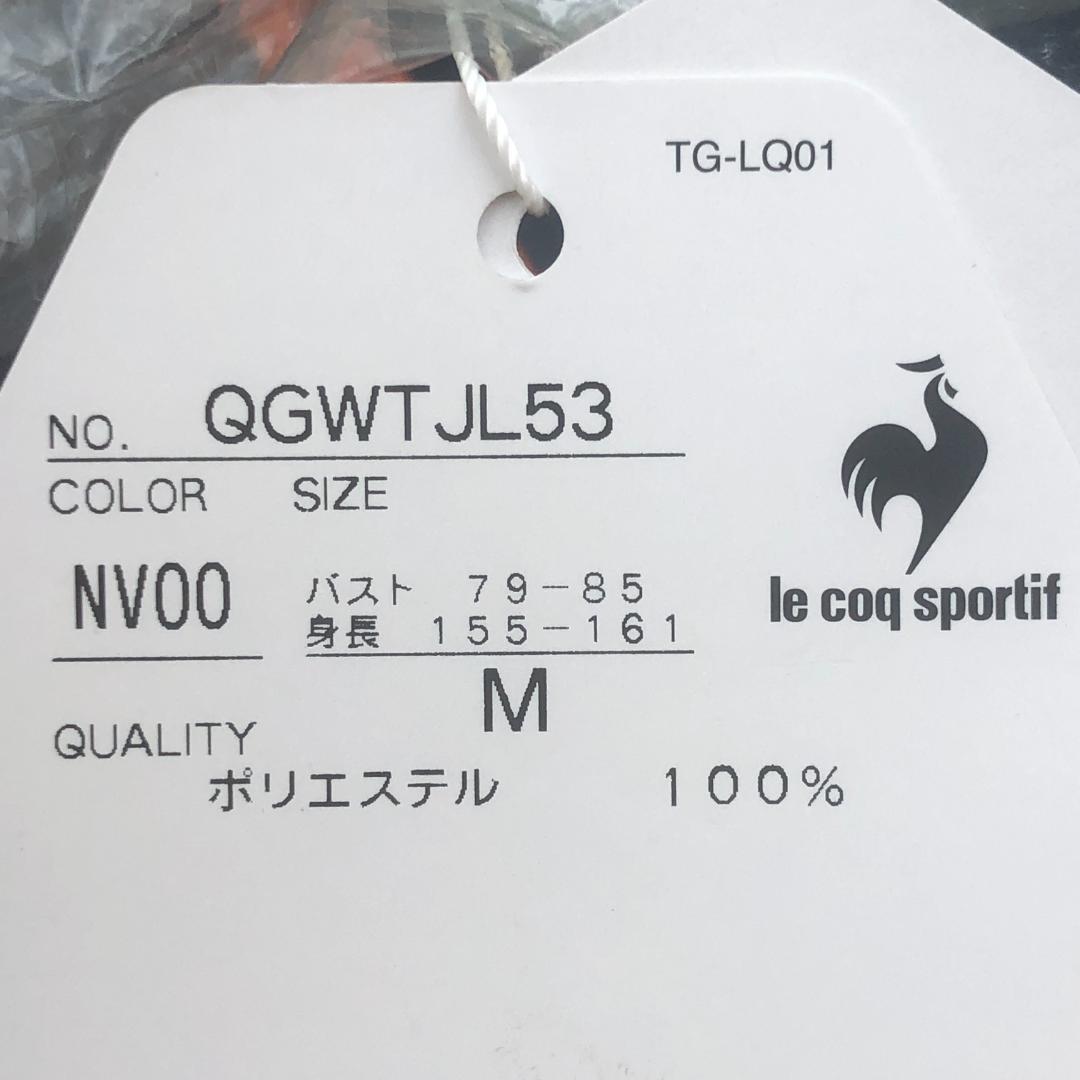 TG-LQ01
NO. QGWTJL53
COLOR SIZE
NV00
バスト 79-85
身長 155-161
le coq sportif
M
QUALITY
ポリエステル 100%